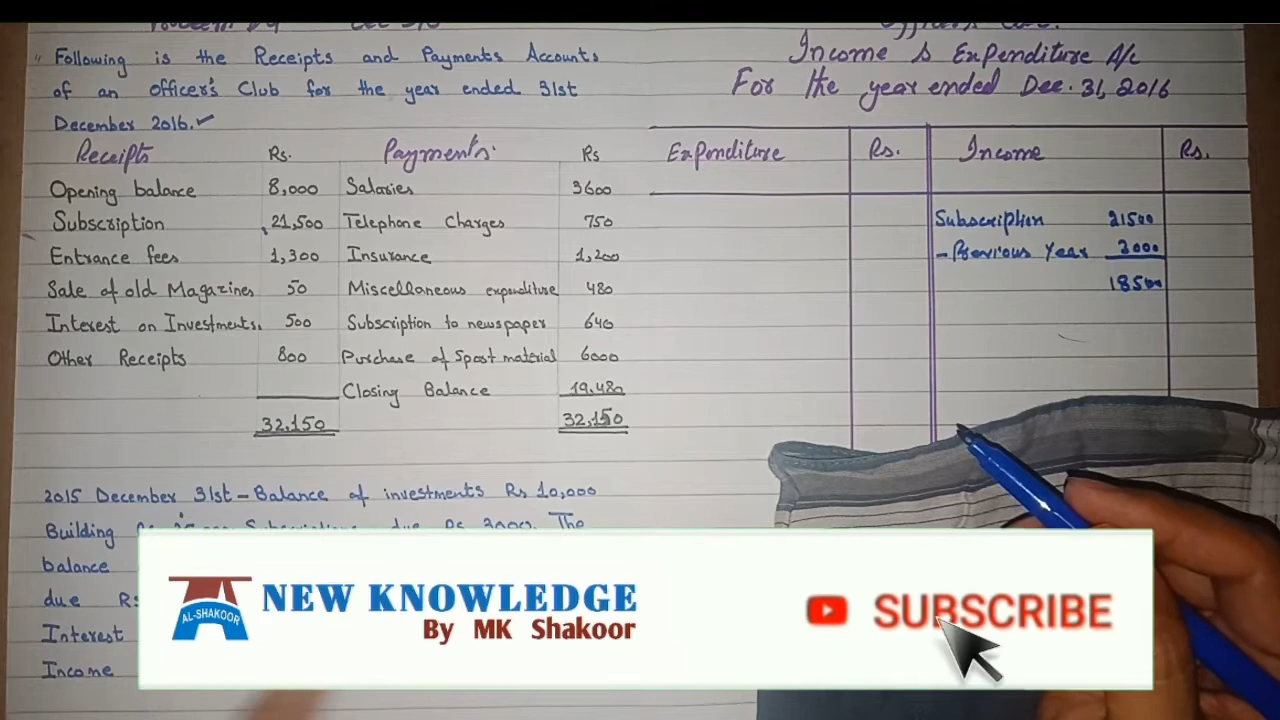 Following is the Receipts and Payments Accounts
of an officer's Club for the year ended 31st
December 2016.
Receipts Rs. Payments. Rs
Opening balance 8,000 Salaries 3600
Subscription 21,500 Telephone Charges 750
Entrance fees 1,300 Insurance 1,200
Sale of old Magazines 50 Miscellaneous expenditure 480
Interest on Investments. 500 Subscription to newspaper 640
Other Receipts 800 Purchase of Sport material 6000
Closing Balance 19,480
32,150 32,150
2015 December 31st - Balance of investments Rs 10,000
Building Subscriptions due Rs 3000. The
balance
due
Interest
Income
Income & Expenditure A/c
For the year ended Dec. 31, 2016
Expenditure Rs. Income Rs.
Subscription 21500
- Previous Year 3000
18500
AL-SHAKOOR
NEW KNOWLEDGE
By MK Shakoor
SUBSCRIBE